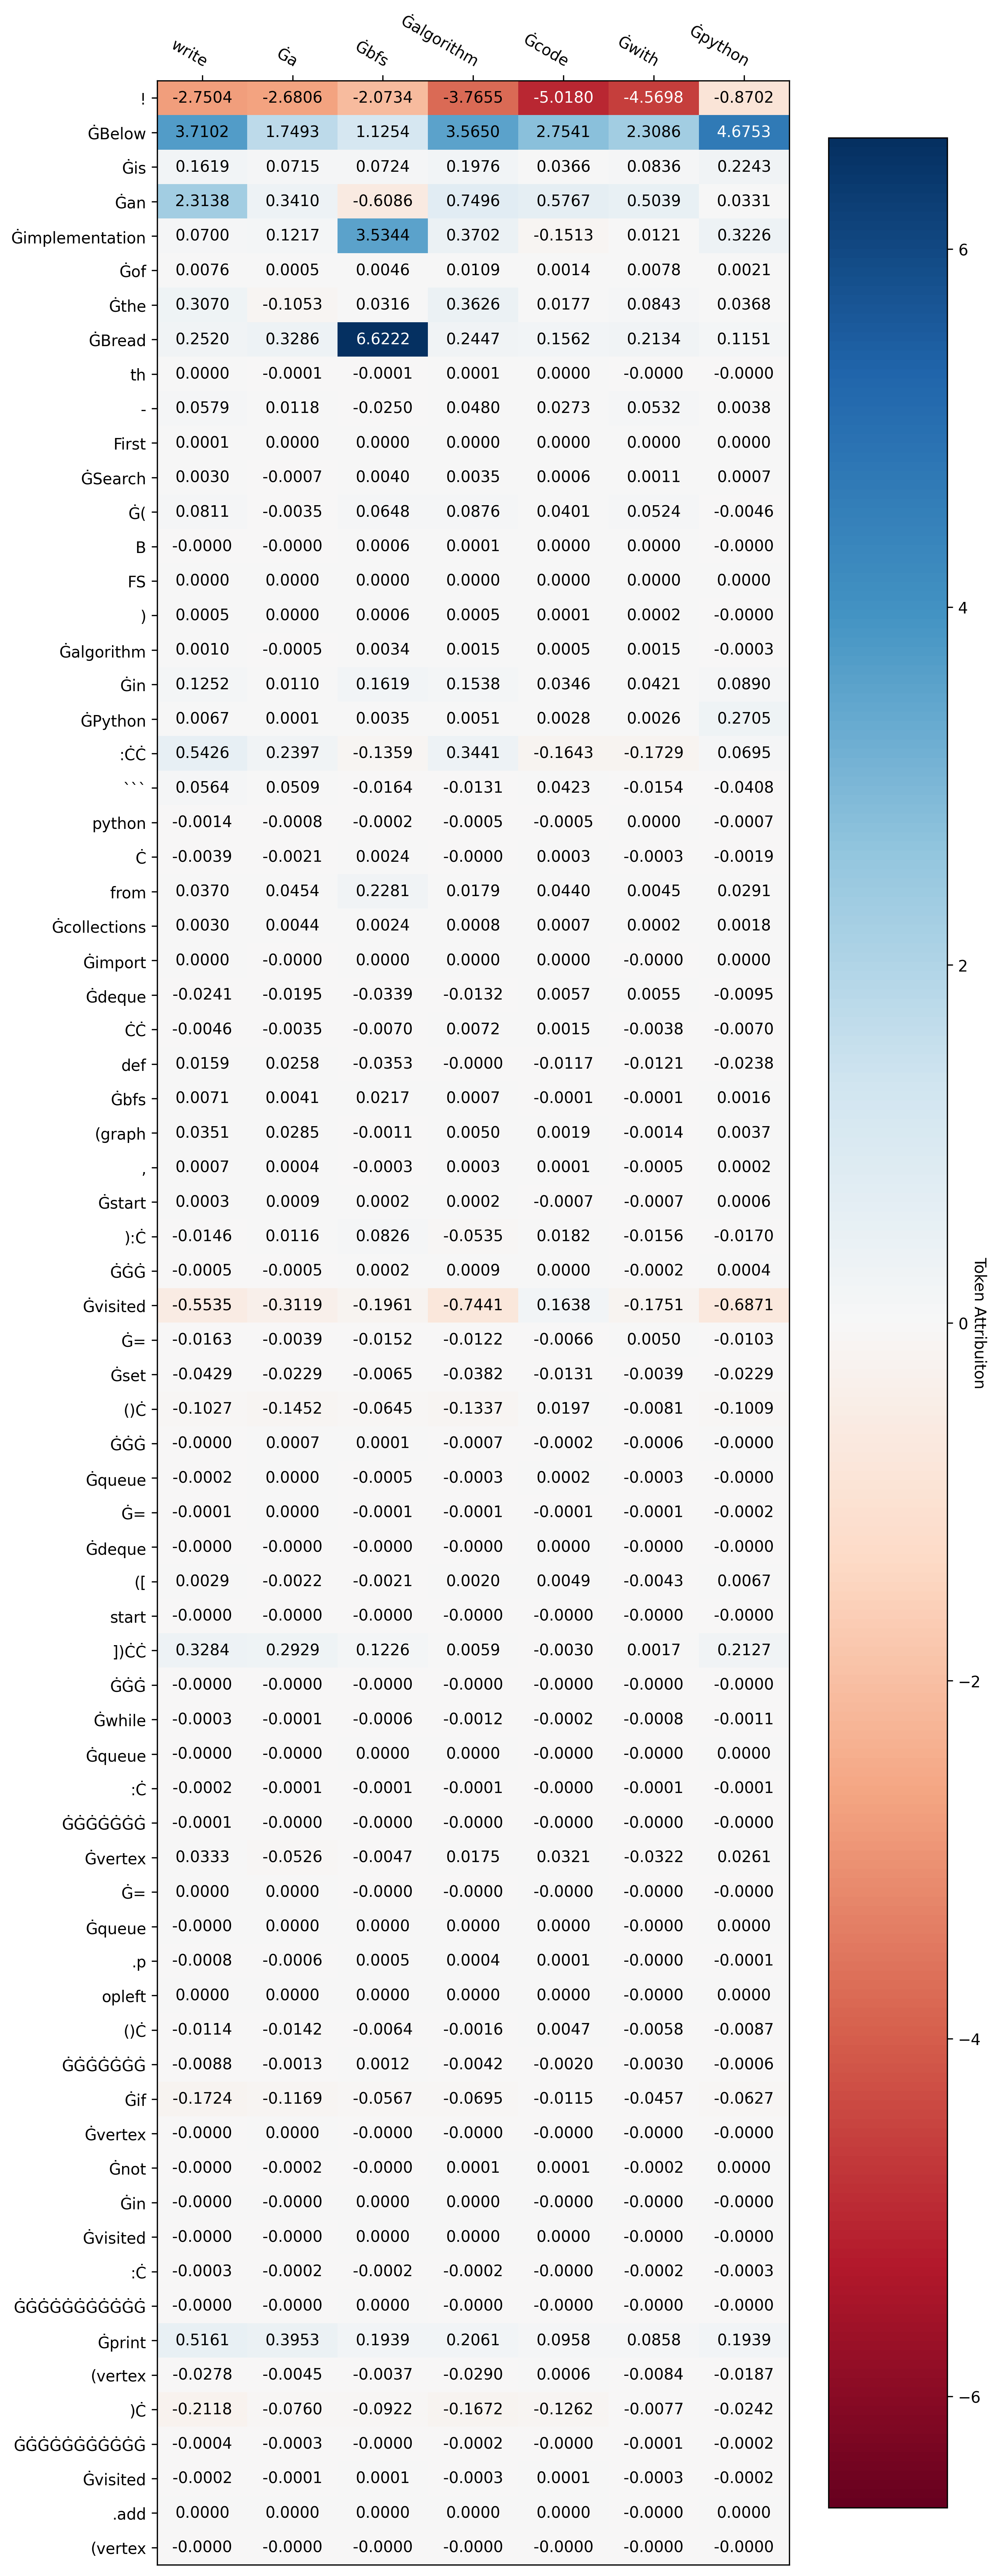 write Ġa Ġbfs Ġalgorithm Ġcode Ġwith Ġpython
! -2.7504 -2.6806 -2.0734 -3.7655 -5.0180 -4.5698 -0.8702
ĠBelow 3.7102 1.7493 1.1254 3.5650 2.7541 2.3086 4.6753
Ġis 0.1619 0.0715 0.0724 0.1976 0.0366 0.0836 0.2243
Ġan 2.3138 0.3410 -0.6086 0.7496 0.5767 0.5039 0.0331
Ġimplementation 0.0700 0.1217 3.5344 0.3702 -0.1513 0.0121 0.3226
Ġof 0.0076 0.0005 0.0046 0.0109 0.0014 0.0078 0.0021
Ġthe 0.3070 -0.1053 0.0316 0.3626 0.0177 0.0843 0.0368
ĠBread 0.2520 0.3286 6.6222 0.2447 0.1562 0.2134 0.1151
th 0.0000 -0.0001 -0.0001 0.0001 0.0000 -0.0000 -0.0000
- 0.0579 0.0118 -0.0250 0.0480 0.0273 0.0532 0.0038
First 0.0001 0.0000 0.0000 0.0000 0.0000 0.0000 0.0000
ĠSearch 0.0030 -0.0007 0.0040 0.0035 0.0006 0.0011 0.0007
Ġ( 0.0811 -0.0035 0.0648 0.0876 0.0401 0.0524 -0.0046
B -0.0000 -0.0000 0.0006 0.0001 0.0000 0.0000 -0.0000
FS 0.0000 0.0000 0.0000 0.0000 0.0000 0.0000 0.0000
) 0.0005 0.0000 0.0006 0.0005 0.0001 0.0002 -0.0000
Ġalgorithm 0.0010 -0.0005 0.0034 0.0015 0.0005 0.0015 -0.0003
Ġin 0.1252 0.0110 0.1619 0.1538 0.0346 0.0421 0.0890
ĠPython 0.0067 0.0001 0.0035 0.0051 0.0028 0.0026 0.2705
:ĊĊ 0.5426 0.2397 -0.1359 0.3441 -0.1643 -0.1729 0.0695
``` 0.0564 0.0509 -0.0164 -0.0131 0.0423 -0.0154 -0.0408
python -0.0014 -0.0008 -0.0002 -0.0005 -0.0005 0.0000 -0.0007
Ċ -0.0039 -0.0021 0.0024 -0.0000 0.0003 -0.0003 -0.0019
from 0.0370 0.0454 0.2281 0.0179 0.0440 0.0045 0.0291
Ġcollections 0.0030 0.0044 0.0024 0.0008 0.0007 0.0002 0.0018
Ġimport 0.0000 -0.0000 0.0000 0.0000 0.0000 -0.0000 0.0000
Ġdeque -0.0241 -0.0195 -0.0339 -0.0132 0.0057 0.0055 -0.0095
ĊĊ -0.0046 -0.0035 -0.0070 0.0072 0.0015 -0.0038 -0.0070
def 0.0159 0.0258 -0.0353 -0.0000 -0.0117 -0.0121 -0.0238
Ġbfs 0.0071 0.0041 0.0217 0.0007 -0.0001 -0.0001 0.0016
(graph 0.0351 0.0285 -0.0011 0.0050 0.0019 -0.0014 0.0037
, 0.0007 0.0004 -0.0003 0.0003 0.0001 -0.0005 0.0002
Ġstart 0.0003 0.0009 0.0002 0.0002 -0.0007 -0.0007 0.0006
):Ċ -0.0146 0.0116 0.0826 -0.0535 0.0182 -0.0156 -0.0170
ĠĠĠ -0.0005 -0.0005 0.0002 0.0009 0.0000 -0.0002 0.0004
Ġvisited -0.5535 -0.3119 -0.1961 -0.7441 0.1638 -0.1751 -0.6871
Ġ= -0.0163 -0.0039 -0.0152 -0.0122 -0.0066 0.0050 -0.0103
Ġset -0.0429 -0.0229 -0.0065 -0.0382 -0.0131 -0.0039 -0.0229
()Ċ -0.1027 -0.1452 -0.0645 -0.1337 0.0197 -0.0081 -0.1009
ĠĠĠ -0.0000 0.0007 0.0001 -0.0007 -0.0002 -0.0006 -0.0000
Ġqueue -0.0002 0.0000 -0.0005 -0.0003 0.0002 -0.0003 -0.0000
Ġ= -0.0001 0.0000 -0.0001 -0.0001 -0.0001 -0.0001 -0.0002
Ġdeque -0.0000 -0.0000 -0.0000 -0.0000 0.0000 -0.0000 -0.0000
([ 0.0029 -0.0022 -0.0021 0.0020 0.0049 -0.0043 0.0067
start -0.0000 -0.0000 -0.0000 -0.0000 -0.0000 -0.0000 -0.0000
])ĊĊ 0.3284 0.2929 0.1226 0.0059 -0.0030 0.0017 0.2127
ĠĠĠ -0.0000 -0.0000 -0.0000 -0.0000 -0.0000 -0.0000 -0.0000
Ġwhile -0.0003 -0.0001 -0.0006 -0.0012 -0.0002 -0.0008 -0.0011
Ġqueue -0.0000 -0.0000 0.0000 0.0000 0.0000 -0.0000 0.0000
:Ċ -0.0002 -0.0001 -0.0001 -0.0001 -0.0000 -0.0001 -0.0001
ĠĠĠĠĠĠĠ -0.0001 -0.0000 -0.0000 -0.0000 -0.0000 -0.0000 -0.0000
Ġvertex 0.0333 -0.0526 -0.0047 0.0175 0.0321 -0.0322 0.0261
Ġ= 0.0000 0.0000 -0.0000 -0.0000 -0.0000 -0.0000 -0.0000
Ġqueue -0.0000 0.0000 0.0000 0.0000 0.0000 -0.0000 0.0000
.p -0.0008 -0.0006 0.0005 0.0004 0.0001 -0.0000 -0.0001
opleft 0.0000 0.0000 0.0000 0.0000 0.0000 -0.0000 0.0000
()Ċ -0.0114 -0.0142 -0.0064 -0.0016 0.0047 -0.0058 -0.0087
ĠĠĠĠĠĠĠ -0.0088 -0.0013 0.0012 -0.0042 -0.0020 -0.0030 -0.0006
Ġif -0.1724 -0.1169 -0.0567 -0.0695 -0.0115 -0.0457 -0.0627
Ġvertex -0.0000 0.0000 -0.0000 -0.0000 -0.0000 -0.0000 -0.0000
Ġnot -0.0000 -0.0002 -0.0000 0.0001 0.0001 -0.0002 0.0000
Ġin -0.0000 -0.0000 0.0000 0.0000 0.0000 -0.0000 -0.0000
Ġvisited -0.0000 -0.0000 0.0000 0.0000 0.0000 -0.0000 -0.0000
:Ċ -0.0003 -0.0002 -0.0002 -0.0002 -0.0000 -0.0002 -0.0003
ĠĠĠĠĠĠĠĠĠĠĠ -0.0000 -0.0000 0.0000 -0.0000 -0.0000 -0.0000 -0.0000
Ġprint 0.5161 0.3953 0.1939 0.2061 0.0958 0.0858 0.1939
(vertex -0.0278 -0.0045 -0.0037 -0.0290 0.0006 -0.0084 -0.0187
)Ċ -0.2118 -0.0760 -0.0922 -0.1672 -0.1262 -0.0077 -0.0242
ĠĠĠĠĠĠĠĠĠĠĠ -0.0004 -0.0003 -0.0000 -0.0002 -0.0000 -0.0001 -0.0002
Ġvisited -0.0002 -0.0001 0.0001 -0.0003 0.0001 -0.0003 -0.0002
.add 0.0000 0.0000 0.0000 0.0000 0.0000 -0.0000 0.0000
(vertex -0.0000 -0.0000 -0.0000 -0.0000 -0.0000 -0.0000 -0.0000
6
4
2
0
−2
−4
−6
Token Attribuiton